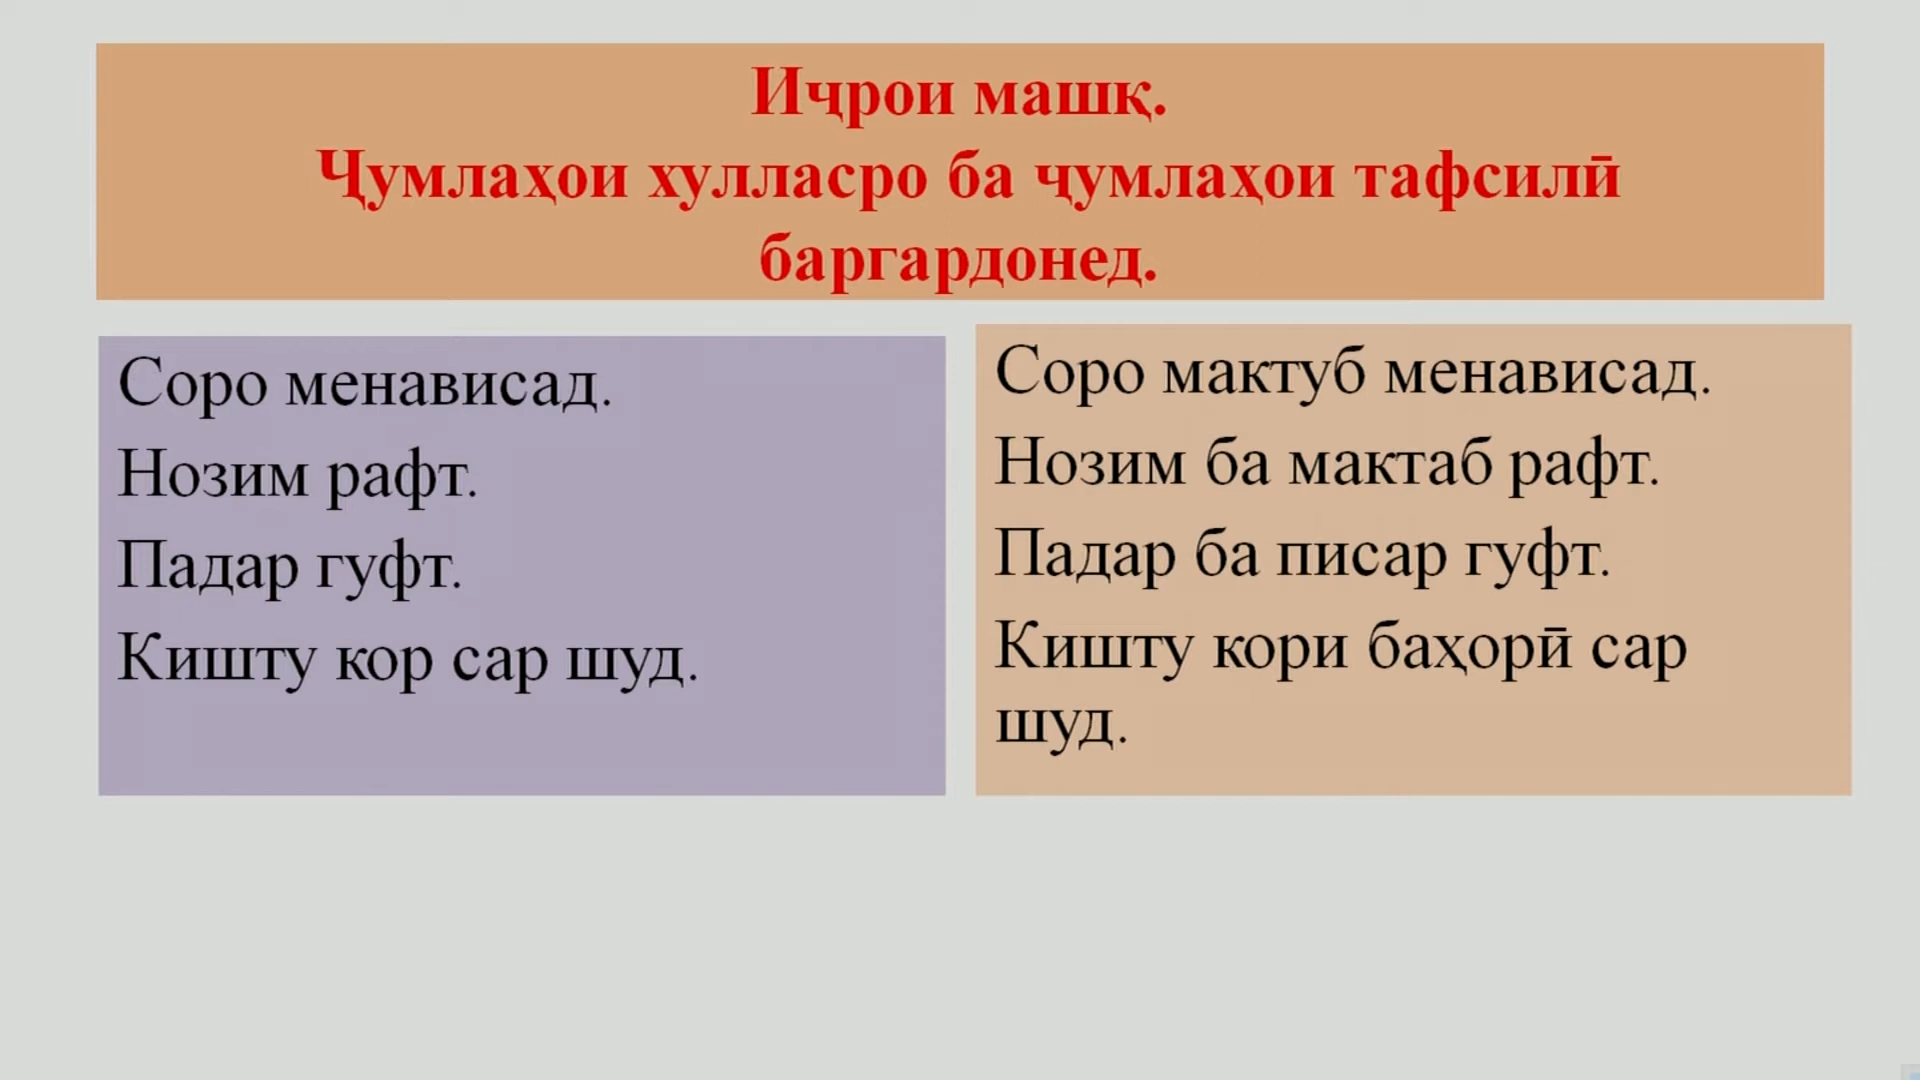 Иҷрои машқ.
Ҷумлаҳои хулласро ба ҷумлаҳои тафсилӣ
баргардонед.
Соро менависад.
Нозим рафт.
Падар гуфт.
Кишту кор сар шуд.
Соро мактуб менависад.
Нозим ба мактаб рафт.
Падар ба писар гуфт.
Кишту кори баҳорӣ сар
шуд.